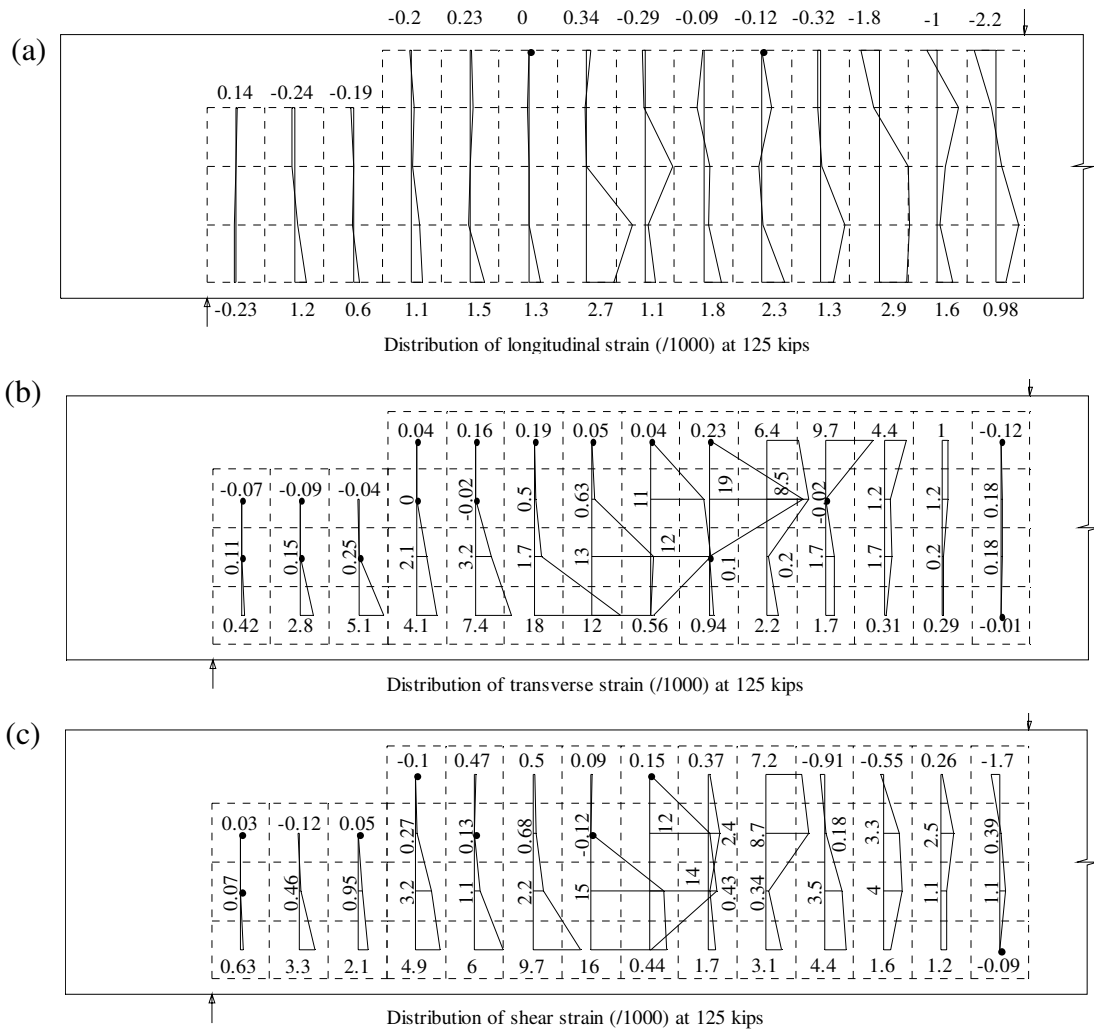 (a)
-0.2 0.23 0 0.34 -0.29 -0.09 -0.12 -0.32 -1.8 -1 -2.2
0.14 -0.24 -0.19
-0.23 1.2 0.6 1.1 1.5 1.3 2.7 1.1 1.8 2.3 1.3 2.9 1.6 0.98
Distribution of longitudinal strain (/1000) at 125 kips
(b)
0.04 0.16 0.19 0.05 0.04 0.23 6.4 9.7 4.4 1 -0.12
-0.07 -0.09 -0.04 0 -0.02 0.5 0.63 11 19 8.5 -0.02 1.2 1.2 0.18
0.11 0.15 0.25 2.1 3.2 1.7 13 12 0.1 0.2 1.7 1.7 0.2 0.18
0.42 2.8 5.1 4.1 7.4 18 12 0.56 0.94 2.2 1.7 0.31 0.29 -0.01
Distribution of transverse strain (/1000) at 125 kips
(c)
-0.1 0.47 0.5 0.09 0.15 0.37 7.2 -0.91 -0.55 0.26 -1.7
0.03 -0.12 0.05 0.27 0.13 0.68 -0.12 12 2.4 8.7 0.18 3.3 2.5 0.39
0.07 0.46 0.95 3.2 1.1 2.2 15 14 0.43 0.34 3.5 4 1.1 1.1
0.63 3.3 2.1 4.9 6 9.7 16 0.44 1.7 3.1 4.4 1.6 1.2 -0.09
Distribution of shear strain (/1000) at 125 kips